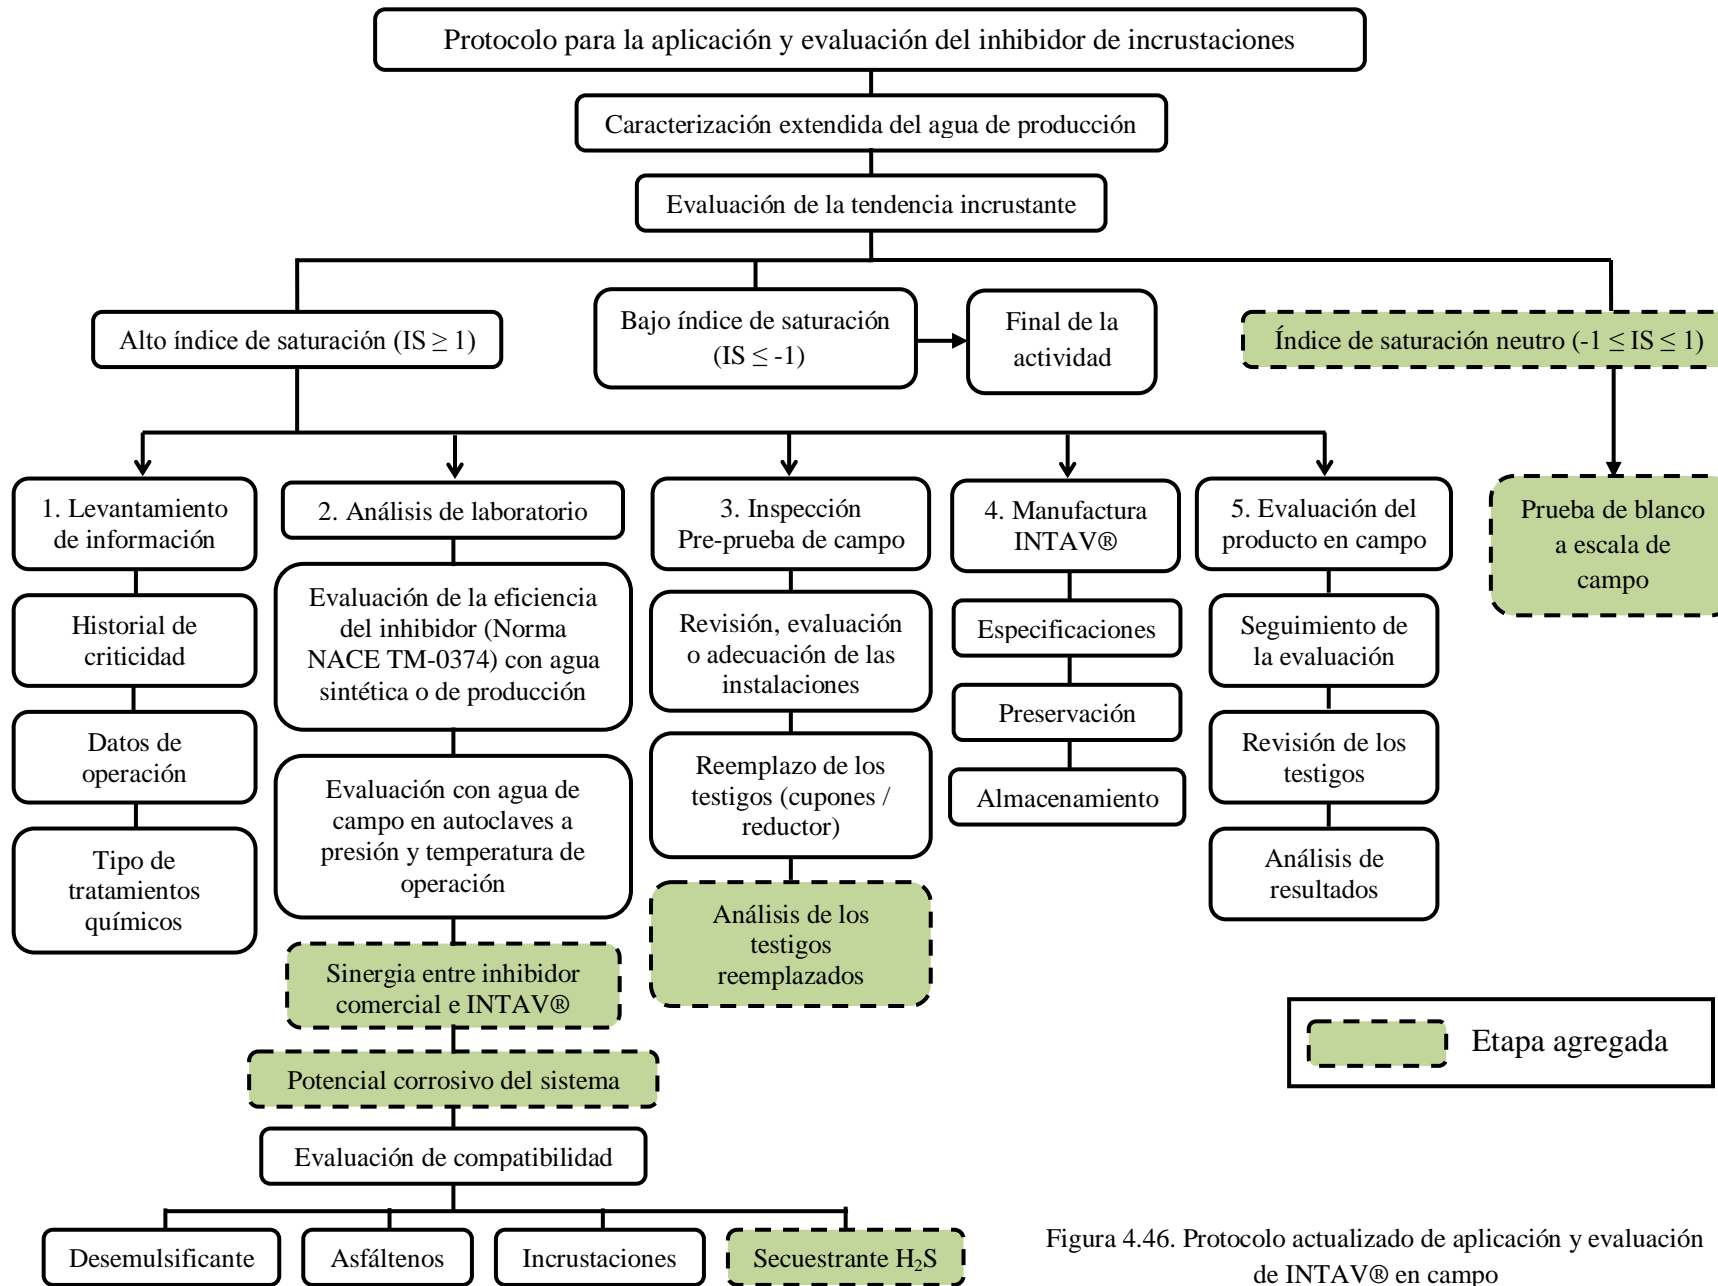 Protocolo para la aplicación y evaluación del inhibidor de incrustaciones
Caracterización extendida del agua de producción
Evaluación de la tendencia incrustante
Alto índice de saturación (IS ≥ 1)
Bajo índice de saturación
(IS ≤ -1)
Final de la
actividad
Índice de saturación neutro (-1 ≤ IS ≤ 1)
1. Levantamiento
de información
Historial de
criticidad
Datos de
operación
Tipo de
tratamientos
químicos
2. Análisis de laboratorio
Evaluación de la eficiencia
del inhibidor (Norma
NACE TM-0374) con agua
sintética o de producción
Evaluación con agua de
campo en autoclaves a
presión y temperatura de
operación
Sinergia entre inhibidor
comercial e INTAV®
Potencial corrosivo del sistema
Evaluación de compatibilidad
Desemulsificante
Asfáltenos
Incrustaciones
Secuestrante H₂S
3. Inspección
Pre-prueba de campo
Revisión, evaluación
o adecuación de las
instalaciones
Reemplazo de los
testigos (cupones /
reductor)
Análisis de los
testigos
reemplazados
4. Manufactura
INTAV®
Especificaciones
Preservación
Almacenamiento
5. Evaluación del
producto en campo
Seguimiento de
la evaluación
Revisión de los
testigos
Análisis de
resultados
Prueba de blanco
a escala de
campo
Etapa agregada
Figura 4.46. Protocolo actualizado de aplicación y evaluación
de INTAV® en campo